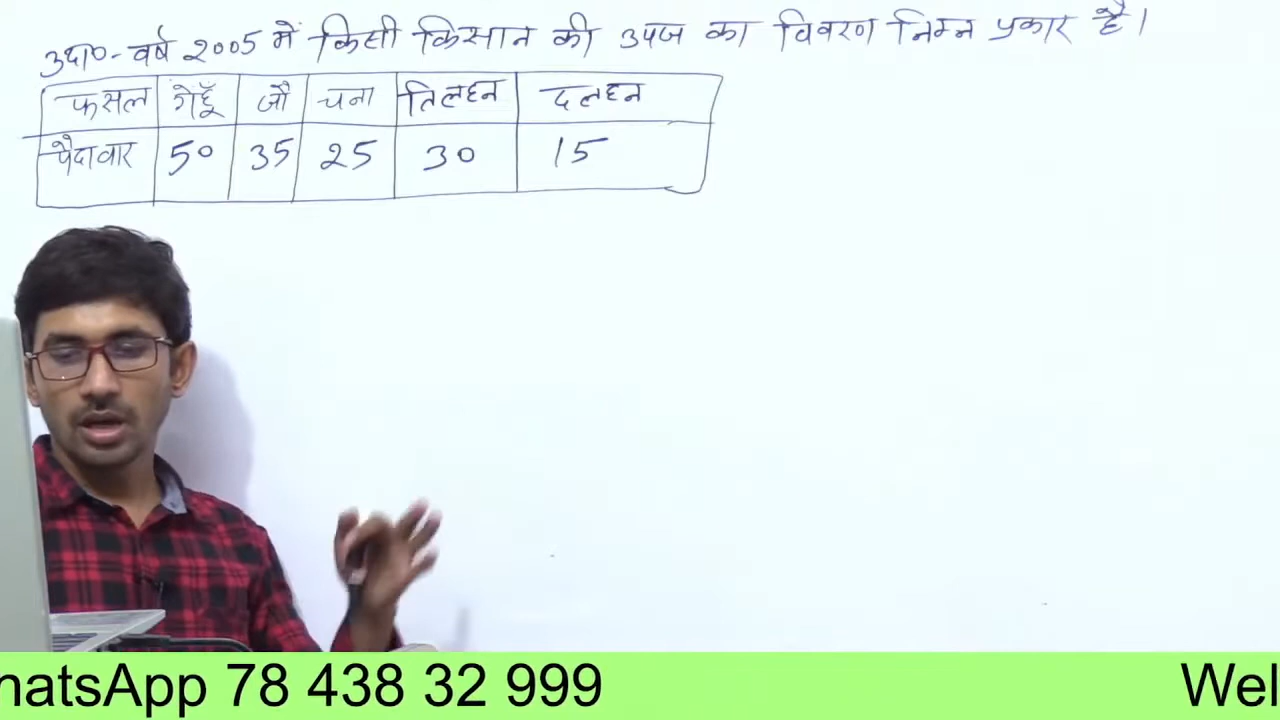 उदा०- वर्ष 2005 में किसी किसान की उपज का विवरण निम्न प्रकार है।
फसल गेहूँ जौ चना तिलहन दलहन
पैदावार 50 35 25 30 15
hatsApp 78 438 32 999 Wel